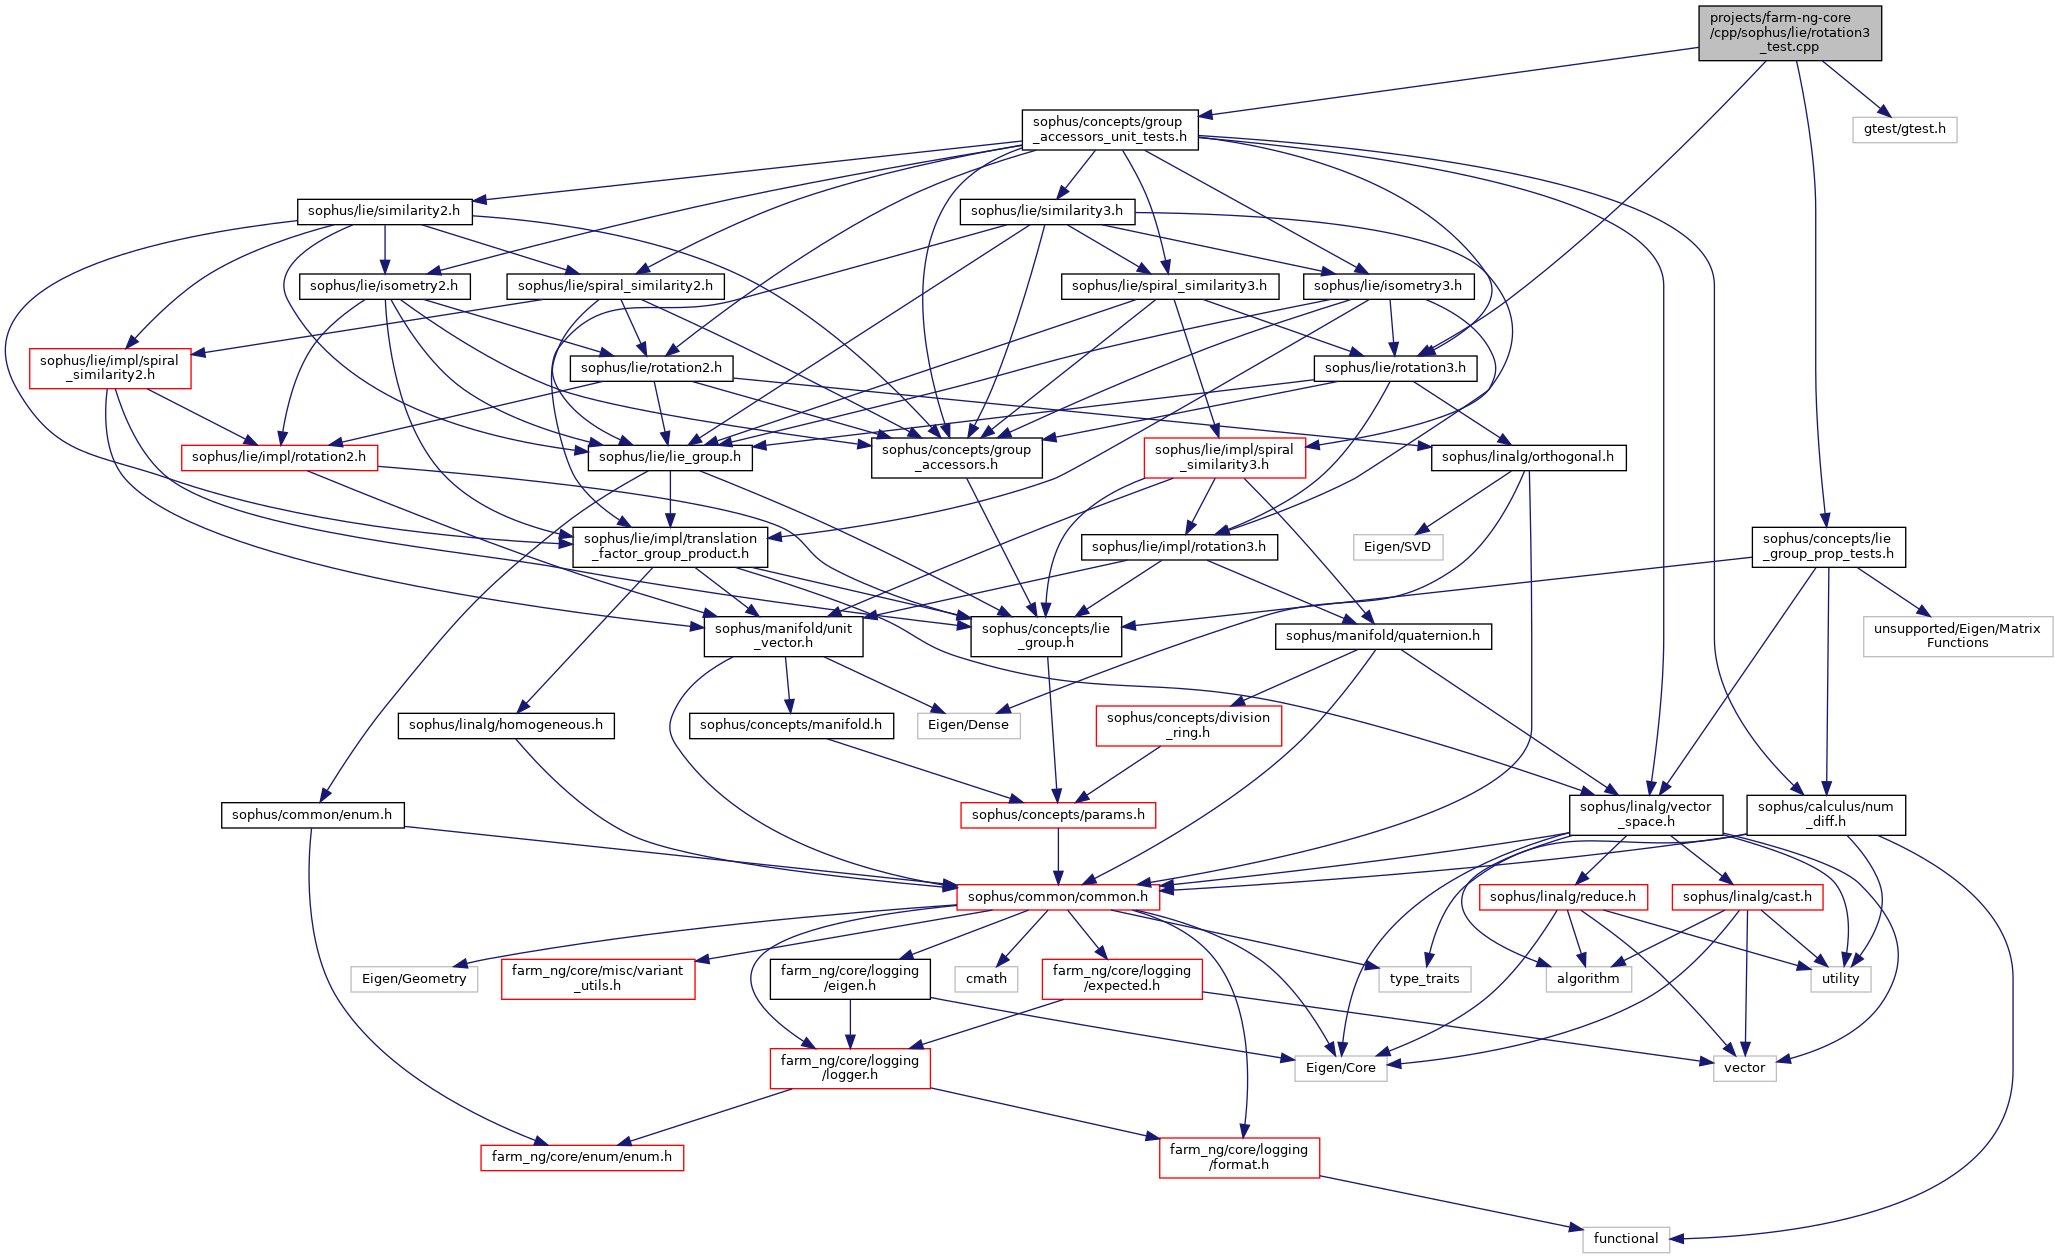 projects/farm-ng-core
/cpp/sophus/lie/rotation3
_test.cpp
sophus/concepts/group
_accessors_unit_tests.h
gtest/gtest.h
sophus/lie/similarity2.h
sophus/lie/similarity3.h
sophus/lie/isometry2.h
sophus/lie/spiral_similarity2.h
sophus/lie/spiral_similarity3.h
sophus/lie/isometry3.h
sophus/lie/impl/spiral
_similarity2.h
sophus/lie/rotation2.h
sophus/lie/rotation3.h
sophus/lie/impl/rotation2.h
sophus/lie/lie_group.h
sophus/concepts/group
_accessors.h
sophus/lie/impl/spiral
_similarity3.h
sophus/linalg/orthogonal.h
sophus/lie/impl/translation
_factor_group_product.h
sophus/lie/impl/rotation3.h
Eigen/SVD
sophus/concepts/lie
_group_prop_tests.h
sophus/manifold/unit
_vector.h
sophus/concepts/lie
_group.h
sophus/manifold/quaternion.h
unsupported/Eigen/Matrix
Functions
sophus/linalg/homogeneous.h
sophus/concepts/manifold.h
Eigen/Dense
sophus/concepts/division
_ring.h
sophus/common/enum.h
sophus/concepts/params.h
sophus/linalg/vector
_space.h
sophus/calculus/num
_diff.h
sophus/common/common.h
sophus/linalg/reduce.h
sophus/linalg/cast.h
Eigen/Geometry
farm_ng/core/misc/variant
_utils.h
farm_ng/core/logging
/eigen.h
cmath
farm_ng/core/logging
/expected.h
type_traits
algorithm
utility
farm_ng/core/logging
/logger.h
Eigen/Core
vector
farm_ng/core/enum/enum.h
farm_ng/core/logging
/format.h
functional